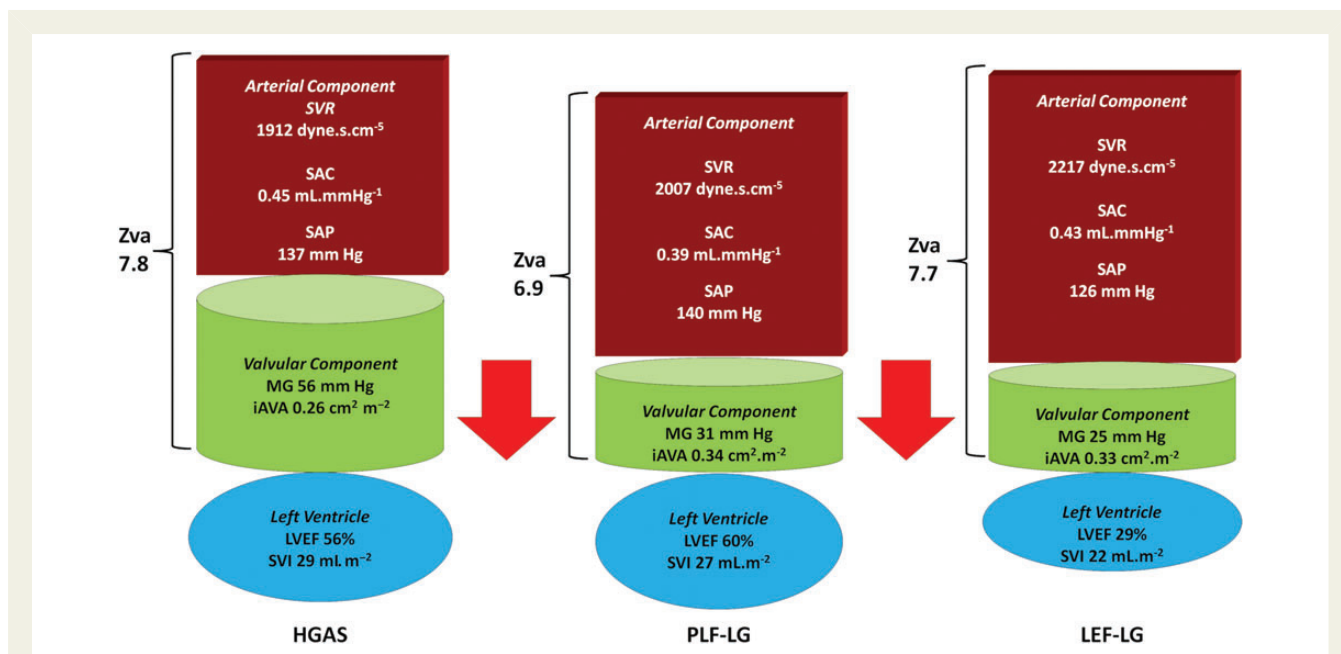 Zva
7.8
Arterial Component
SVR
1912 dyne.s.cm⁻⁵
SAC
0.45 mL.mmHg⁻¹
SAP
137 mm Hg
Valvular Component
MG 56 mm Hg
iAVA 0.26 cm² m⁻²
Left Ventricle
LVEF 56%
SVI 29 mL m⁻²
HGAS
Zva
6.9
Arterial Component
SVR
2007 dyne.s.cm⁻⁵
SAC
0.39 mL.mmHg⁻¹
SAP
140 mm Hg
Valvular Component
MG 31 mm Hg
iAVA 0.34 cm².m⁻²
Left Ventricle
LVEF 60%
SVI 27 mL.m⁻²
PLF-LG
Zva
7.7
Arterial Component
SVR
2217 dyne.s.cm⁻⁵
SAC
0.43 mL.mmHg⁻¹
SAP
126 mm Hg
Valvular Component
MG 25 mm Hg
iAVA 0.33 cm².m⁻²
Left Ventricle
LVEF 29%
SVI 22 mL.m⁻²
LEF-LG